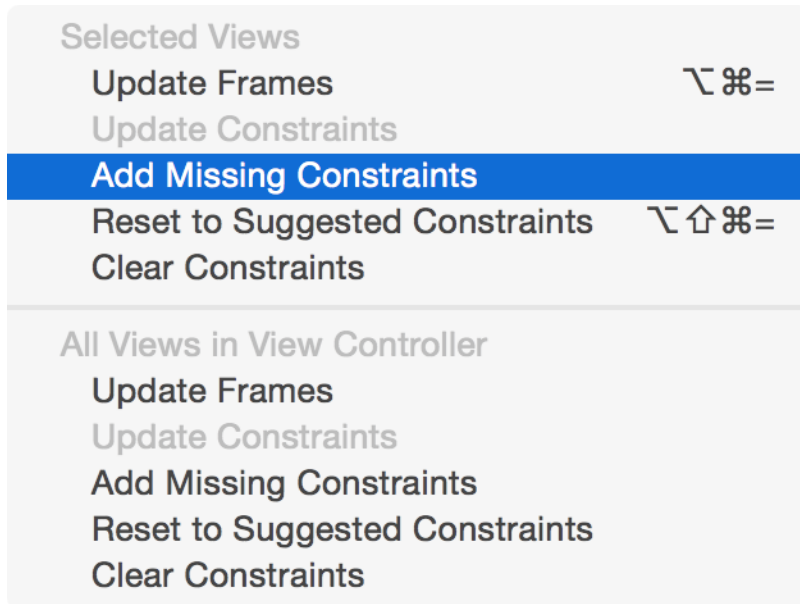 Selected Views
Update Frames ⌥⌘=
Update Constraints
Add Missing Constraints
Reset to Suggested Constraints ⌥⇧⌘=
Clear Constraints
All Views in View Controller
Update Frames
Update Constraints
Add Missing Constraints
Reset to Suggested Constraints
Clear Constraints